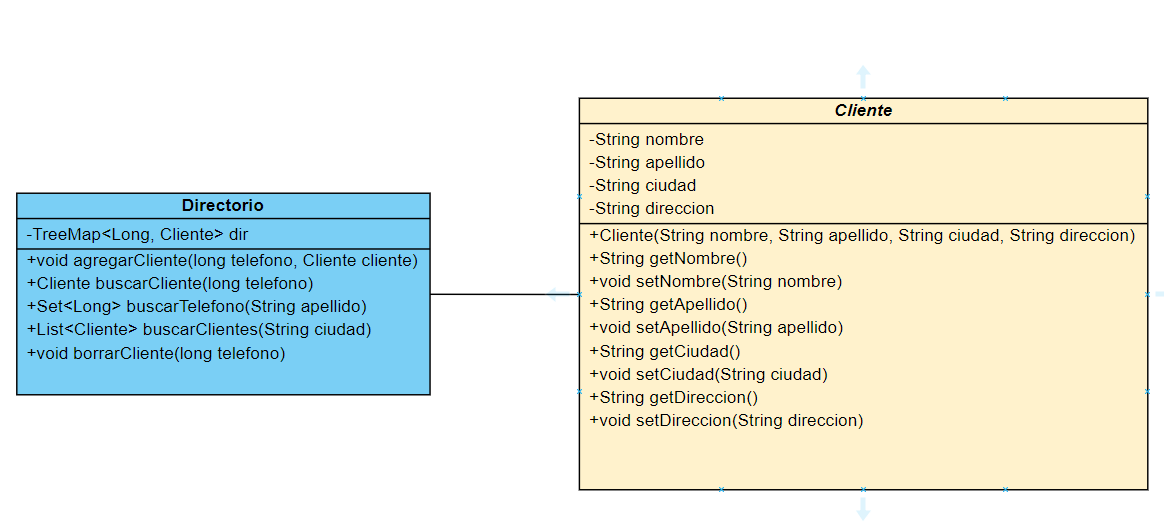 Directorio
-TreeMap<Long, Cliente> dir
+void agregarCliente(long telefono, Cliente cliente)
+Cliente buscarCliente(long telefono)
+Set<Long> buscarTelefono(String apellido)
+List<Cliente> buscarClientes(String ciudad)
+void borrarCliente(long telefono)
Cliente
-String nombre
-String apellido
-String ciudad
-String direccion
+Cliente(String nombre, String apellido, String ciudad, String direccion)
+String getNombre()
+void setNombre(String nombre)
+String getApellido()
+void setApellido(String apellido)
+String getCiudad()
+void setCiudad(String ciudad)
+String getDireccion()
+void setDireccion(String direccion)